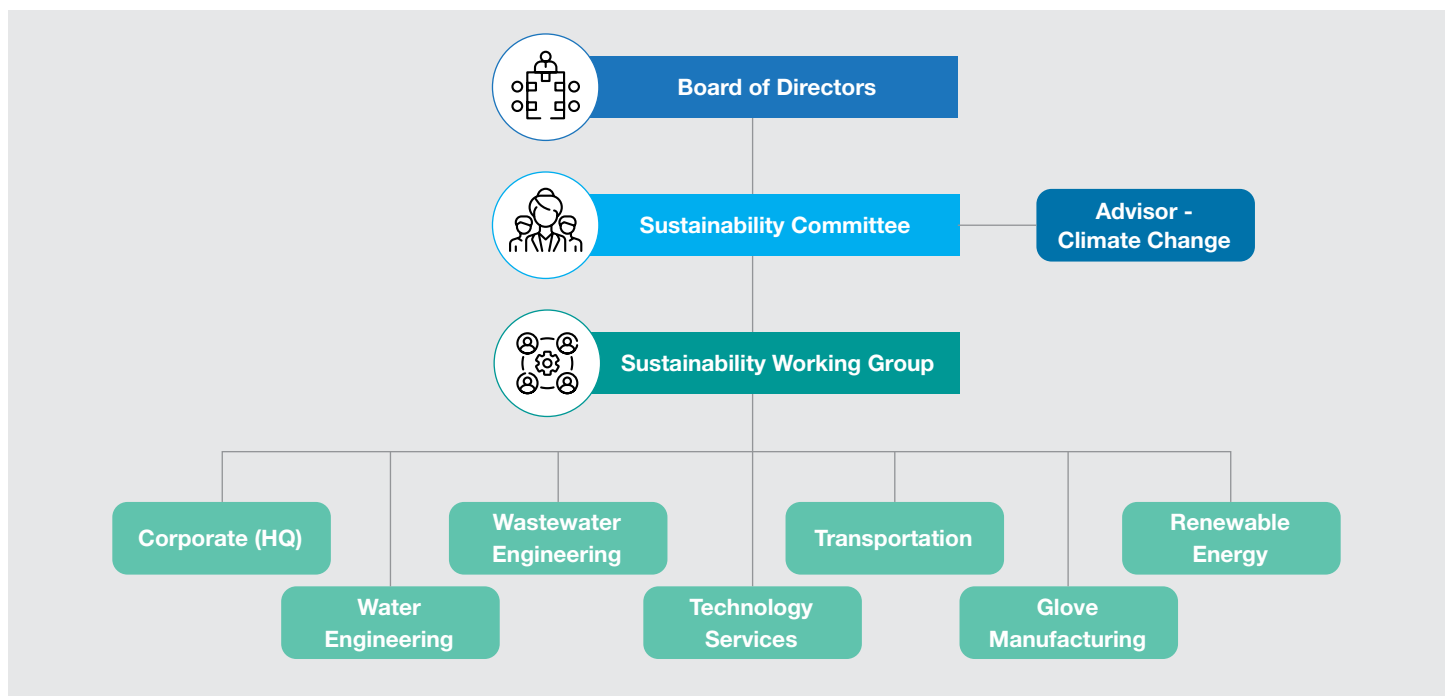 Board of Directors
Sustainability Committee
Advisor -
Climate Change
Sustainability Working Group
Corporate (HQ)
Wastewater
Engineering
Transportation
Renewable
Energy
Water
Engineering
Technology
Services
Glove
Manufacturing